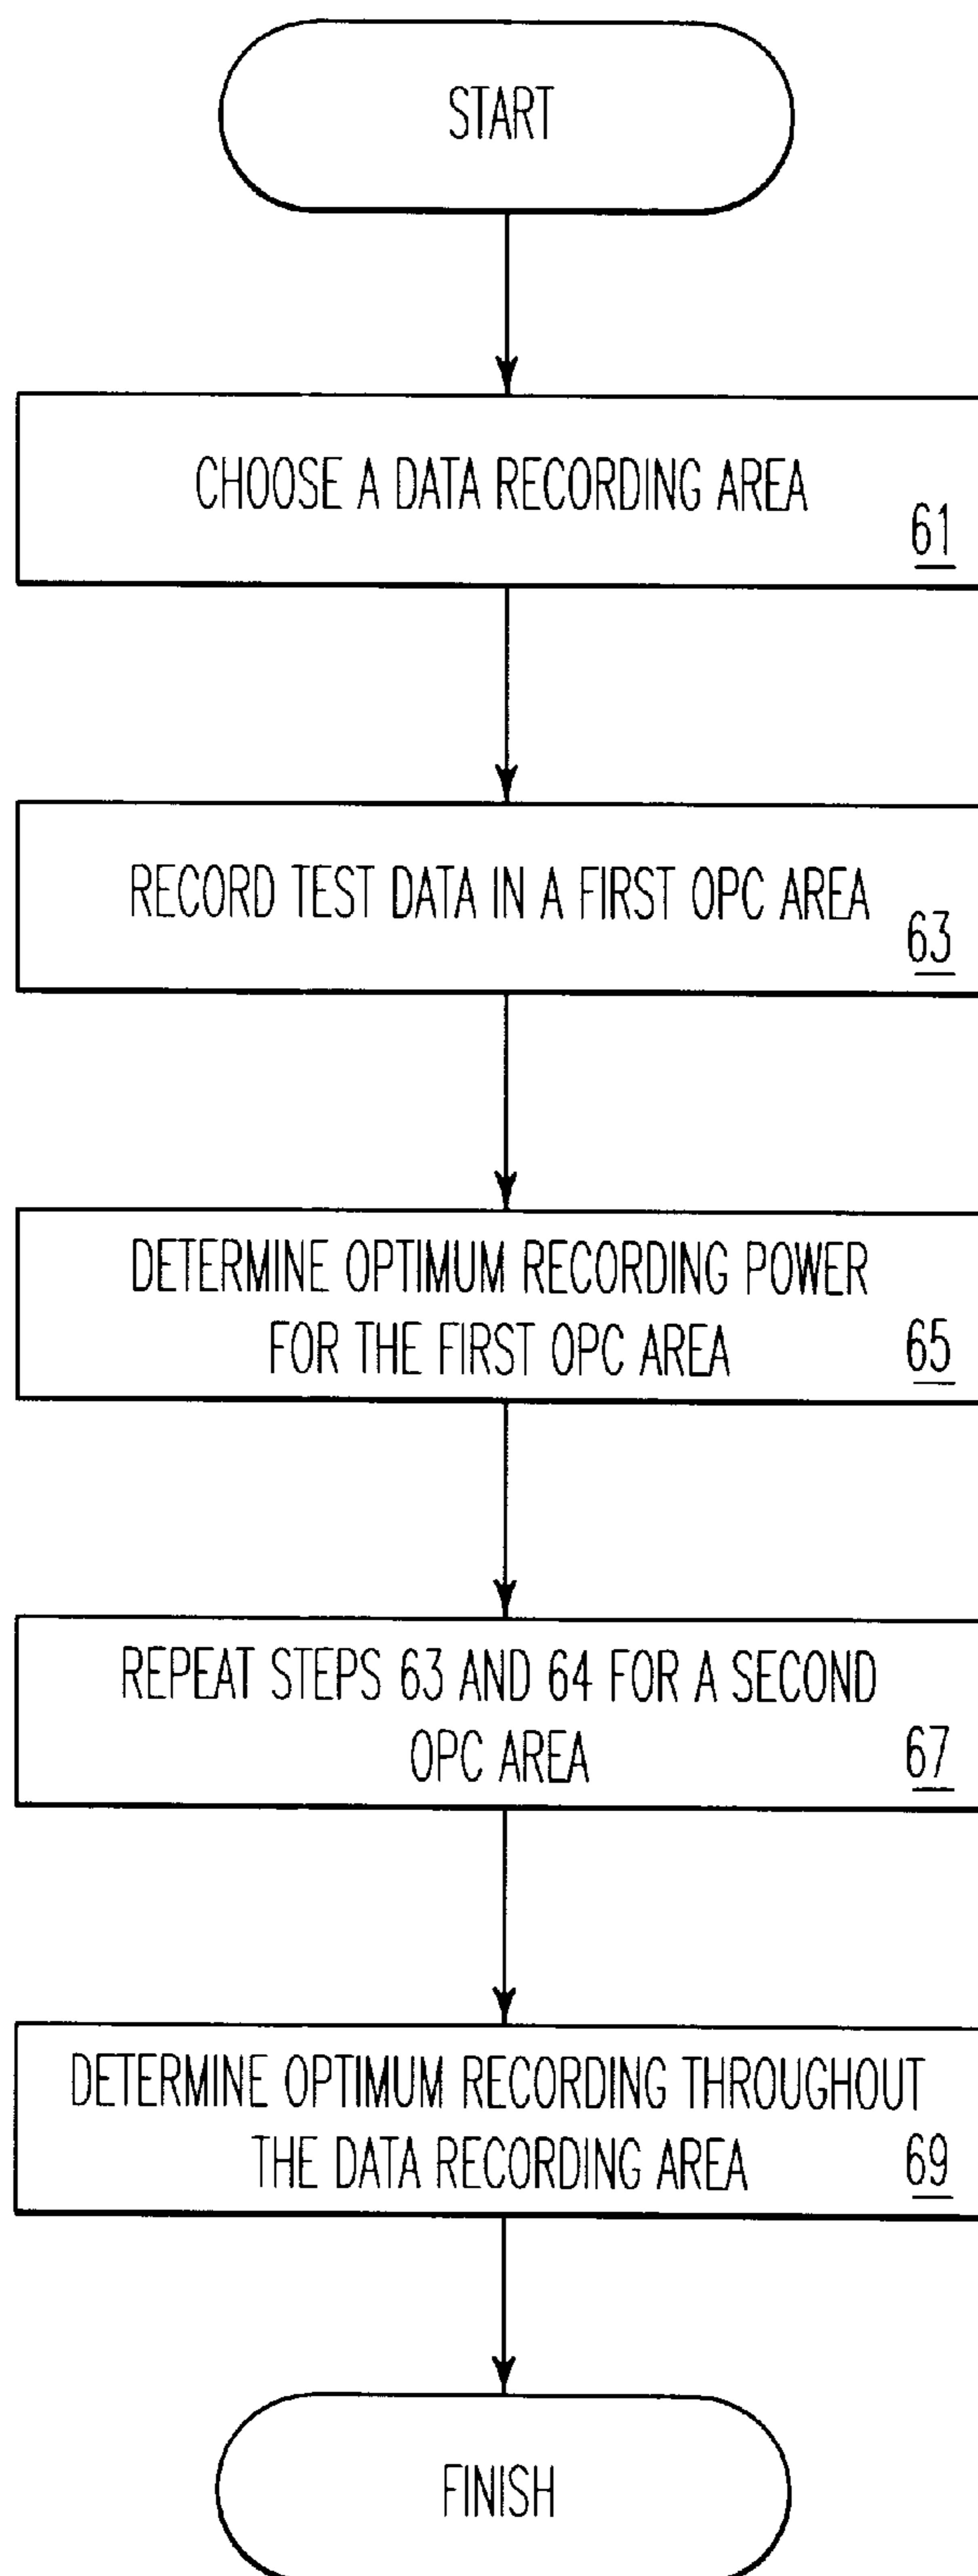 START
CHOOSE A DATA RECORDING AREA
61
RECORD TEST DATA IN A FIRST OPC AREA
63
DETERMINE OPTIMUM RECORDING POWER
FOR THE FIRST OPC AREA
65
REPEAT STEPS 63 AND 64 FOR A SECOND
OPC AREA
67
DETERMINE OPTIMUM RECORDING THROUGHOUT
THE DATA RECORDING AREA
69
FINISH